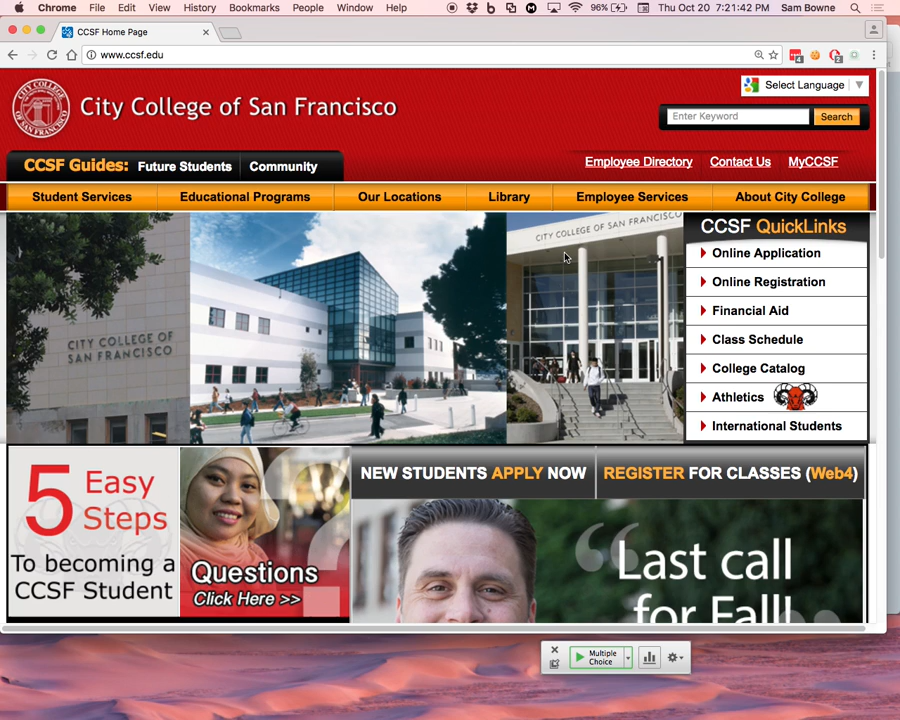 Chrome File Edit View History Bookmarks People Window Help 96% Thu Oct 20 7:21:42 PM Sam Bowne
CCSF Home Page
www.ccsf.edu
Select Language
City College of San Francisco
Enter Keyword Search
CCSF Guides: Future Students Community
Employee Directory Contact Us MyCCSF
Student Services Educational Programs Our Locations Library Employee Services About City College
CITY COLLEGE OF
SAN FRANCISCO
CITY COLLEGE OF SAN FRANCISCO
CCSF QuickLinks
Online Application
Online Registration
Financial Aid
Class Schedule
College Catalog
Athletics
International Students
5 Easy
Steps
To becoming a
CCSF Student
Questions
Click Here >>
NEW STUDENTS APPLY NOW
REGISTER FOR CLASSES (Web4)
“Last call
for Fall!”
Multiple
Choice